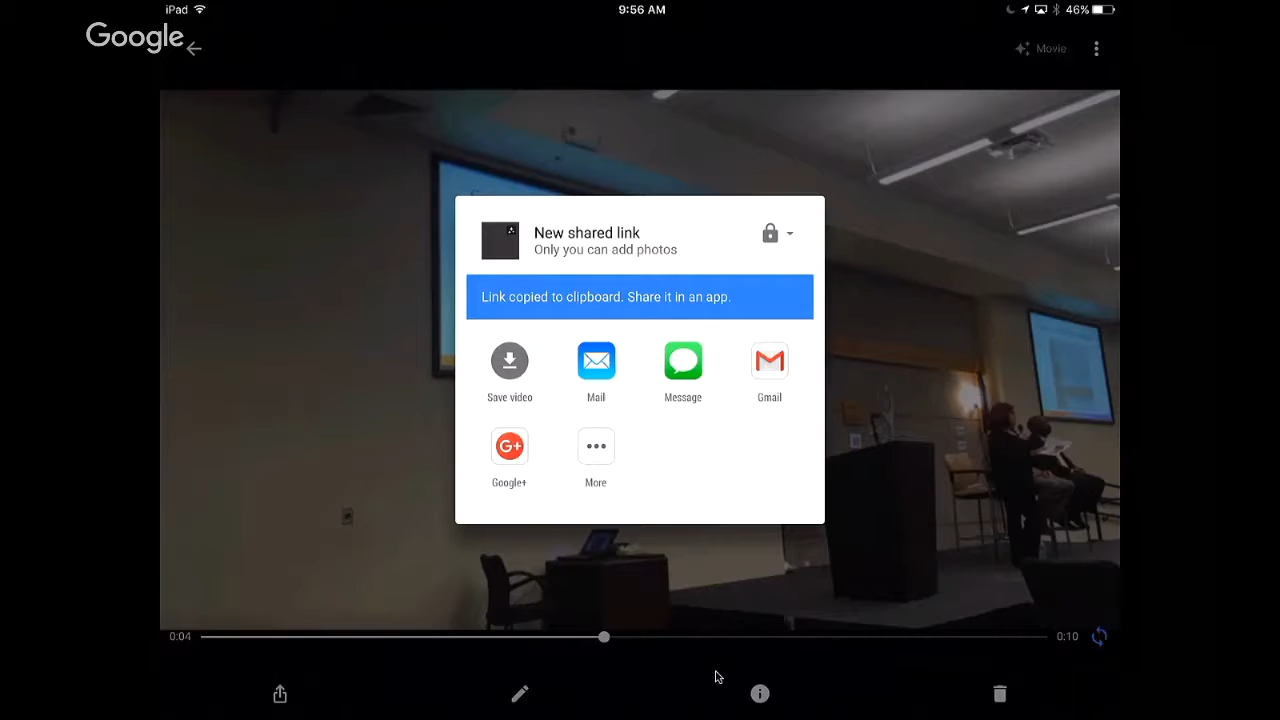 iPad 9:56 AM 46%
Google
Movie
New shared link
Only you can add photos
Link copied to clipboard. Share it in an app.
Save video Mail Message Gmail
G+
Google+ More
0:04 0:10